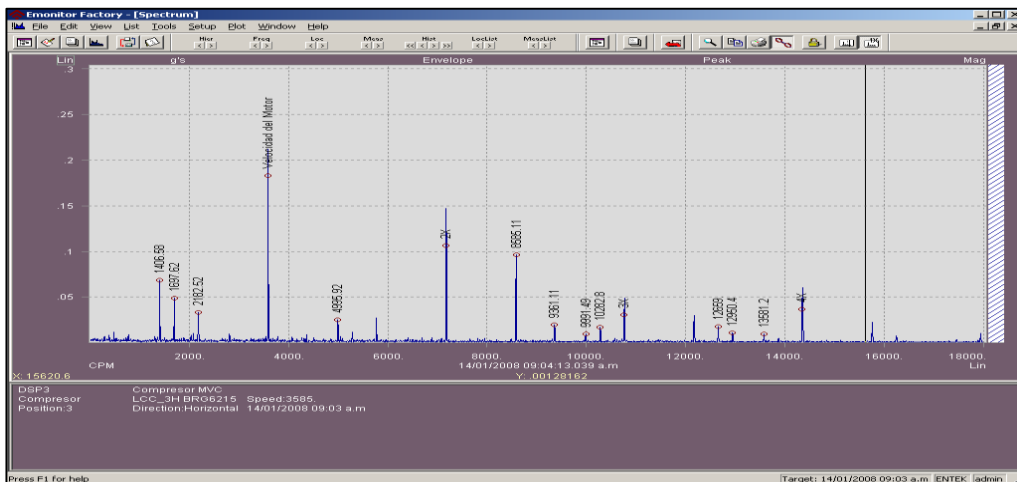 Emonitor Factory - [Spectrum]
File Edit View List Tools Setup Plot Window Help
Hier Freq Loc Meas Hist LocList MeasList
Lin g's Envelope Peak Mag
.3
.25
.2
.15
.1
.05
1406.58
1697.62
2182.52
Velocidad del Motor
4995.92
2X
8585.11
9361.11
9991.49
10282.8
3X
12659
12950.4
13581.2
4X
2000. 4000. 6000. 8000. 10000. 12000. 14000. 16000. 18000.
CPM 14/01/2008 09:04:13.039 a.m Lin
X: 15620.6 Y: .00128162
DSP3 Compresor MVC
Compresor LCC_3H BRG6215 Speed:3585.
Position:3 Direction:Horizontal 14/01/2008 09:03 a.m
Press F1 for help Target: 14/01/2008 09:03 a.m ENTEK admin